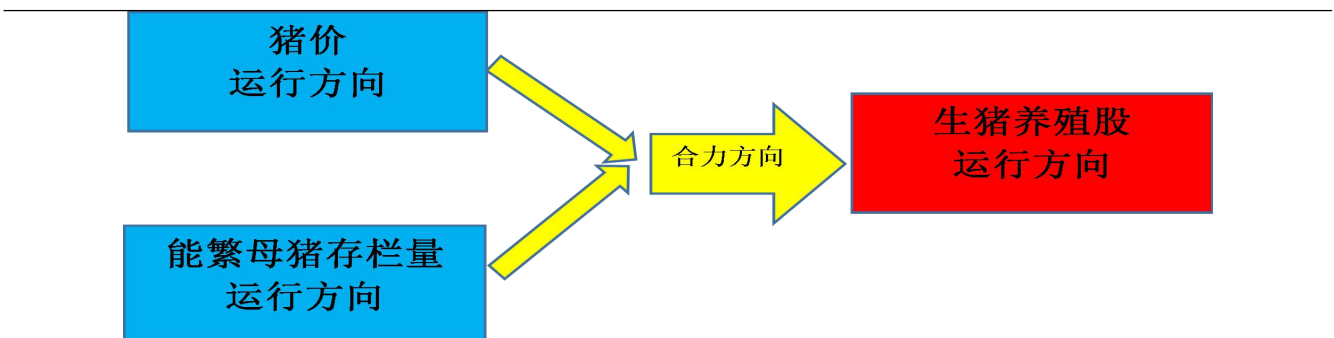 猪价
运行方向
能繁母猪存栏量
运行方向
合力方向
生猪养殖股
运行方向